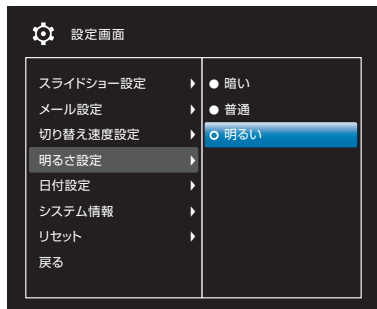 設定画面
スライドショー設定
メール設定
切り替え速度設定
明るさ設定
日付設定
システム情報
リセット
戻る
暗い
普通
明るい